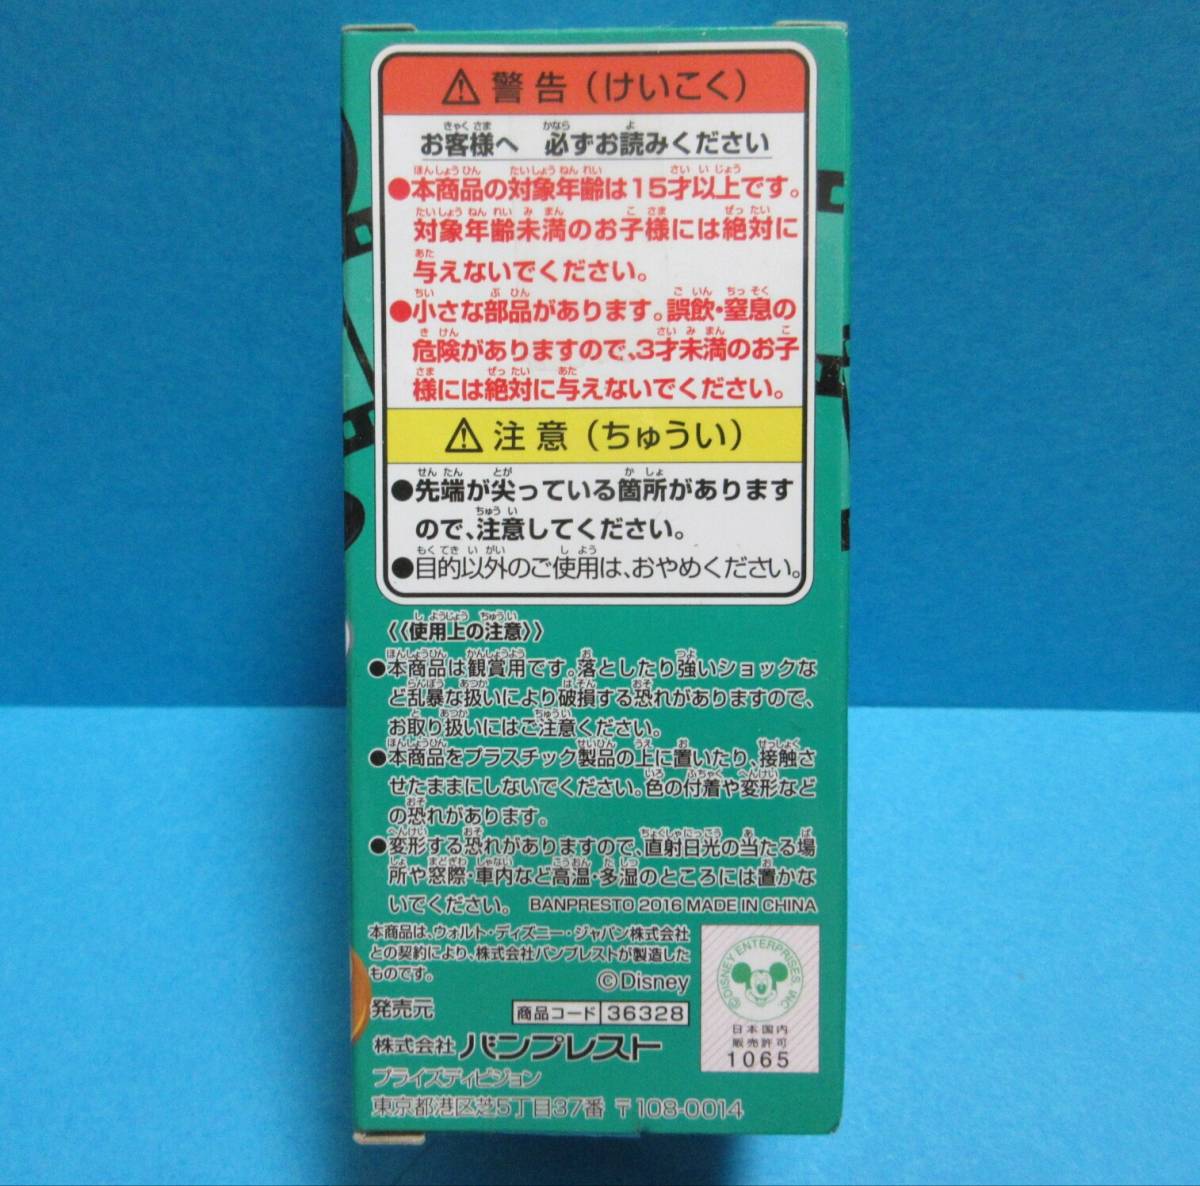 ⚠ 警告（けいこく）
お客様へ 必ずお読みください
●本商品の対象年齢は15才以上です。
対象年齢未満のお子様には絶対に
与えないでください。
●小さな部品があります。誤飲・窒息の
危険がありますので、3才未満のお子
様には絶対に与えないでください。
⚠ 注意（ちゅうい）
●先端が尖っている箇所があります
ので、注意してください。
●目的以外のご使用は、おやめください。
《使用上の注意》
●本商品は観賞用です。落としたり強いショックな
ど乱暴な扱いにより破損する恐れがありますので、
お取り扱いにはご注意ください。
●本商品をプラスチック製品の上に置いたり、接触さ
せたままにしないでください。色の付着や変形など
の恐れがあります。
●変形する恐れがありますので、直射日光の当たる場
所や窓際・車内など高温・多湿のところには置かな
いでください。 BANPRESTO 2016 MADE IN CHINA
本商品は、ウォルト・ディズニー・ジャパン株式会社
との契約により、株式会社バンプレストが製造した
ものです。
©Disney
発売元
商品コード 36328
株式会社 バンプレスト
プライズディビジョン
東京都港区芝5丁目37番 〒108-0014
©DISNEY ENTERPRISES, INC.
日本国内
販売許可
1065